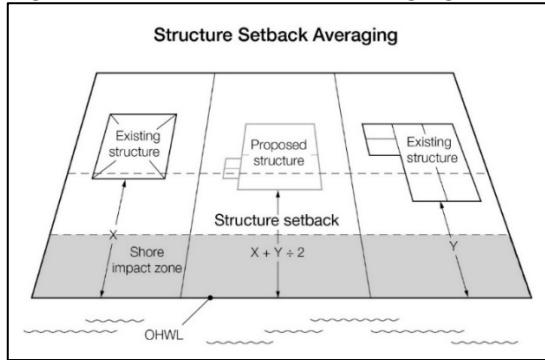 Structure Setback Averaging
Existing
structure
Proposed
structure
Existing
structure
Structure setback
X
Shore
impact zone
X + Y ÷ 2
Y
OHWL